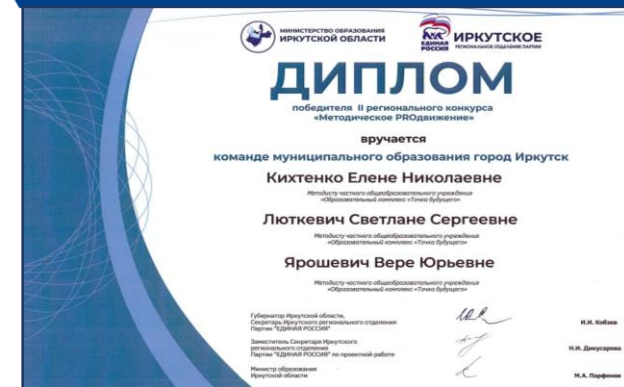 МИНИСТЕРСТВО ОБРАЗОВАНИЯ
ИРКУТСКОЙ ОБЛАСТИ
ЕДИНАЯ
РОССИЯ
ИРКУТСКОЕ
РЕГИОНАЛЬНОЕ ОТДЕЛЕНИЕ ПАРТИИ
ДИПЛОМ
победителя II регионального конкурса
«Методическое PROдвижение»
вручается
команде муниципального образования город Иркутск
Кихтенко Елене Николаевне
Методисту частного общеобразовательного учреждения
«Образовательный комплекс «Точка будущего»
Люткевич Светлане Сергеевне
Методисту частного общеобразовательного учреждения
«Образовательный комплекс «Точка будущего»
Ярошевич Вере Юрьевне
Методисту частного общеобразовательного учреждения
«Образовательный комплекс «Точка будущего»
Губернатор Иркутской области,
Секретарь Иркутского регионального отделения
Партии "ЕДИНАЯ РОССИЯ"
И.И. Кобзев
Заместитель Секретаря Иркутского
регионального отделения
Партии "ЕДИНАЯ РОССИЯ" по проектной работе
Н.И. Дикусарова
Министр образования
Иркутской области
М.А. Парфенов